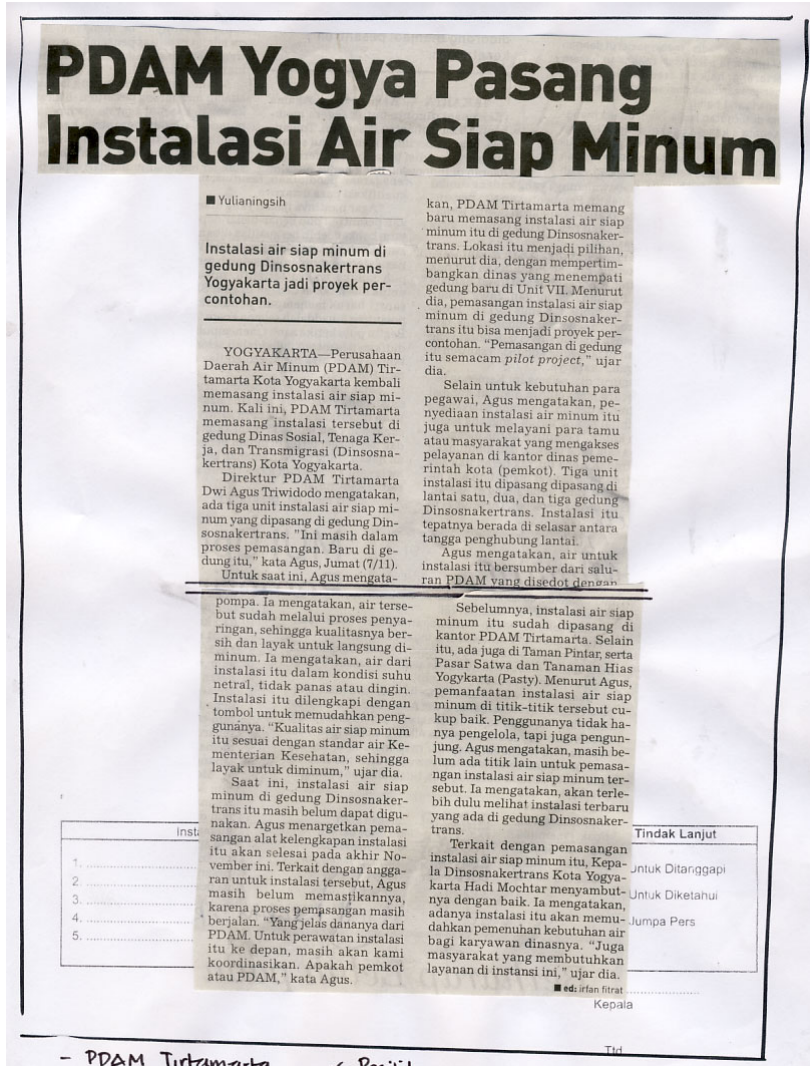 PDAM Yogya Pasang
Instalasi Air Siap Minum
■ Yulianingsih
Instalasi air siap minum di
gedung Dinsosnakertrans
Yogyakarta jadi proyek per-
contohan.
YOGYAKARTA—Perusahaan
Daerah Air Minum (PDAM) Tir-
tamarta Kota Yogyakarta kembali
memasang instalasi air siap mi-
num. Kali ini, PDAM Tirtamarta
memasang instalasi tersebut di
gedung Dinas Sosial, Tenaga Ker-
ja, dan Transmigrasi (Dinsosna-
kertrans) Kota Yogyakarta.
Direktur PDAM Tirtamarta
Dwi Agus Triwidodo mengatakan,
ada tiga unit instalasi air siap mi-
num yang dipasang di gedung Din-
sosnakertrans. "Ini masih dalam
proses pemasangan. Baru di ge-
dung itu," kata Agus, Jumat (7/11).
Untuk saat ini, Agus mengata-
kan, PDAM Tirtamarta memang
baru memasang instalasi air siap
minum itu di gedung Dinsosnaker-
trans. Lokasi itu menjadi pilihan,
menurut dia, dengan mempertim-
bangkan dinas yang menempati
gedung baru di Unit VII. Menurut
dia, pemasangan instalasi air siap
minum di gedung Dinsosnaker-
trans itu bisa menjadi proyek per-
contohan. "Pemasangan di gedung
itu semacam pilot project," ujar
dia.
Selain untuk kebutuhan para
pegawai, Agus mengatakan, pe-
nyediaan instalasi air minum itu
juga untuk melayani para tamu
atau masyarakat yang mengakses
pelayanan di kantor dinas peme-
rintah kota (pemkot). Tiga unit
instalasi itu dipasang dipasang di
lantai satu, dua, dan tiga gedung
Dinsosnakertrans. Instalasi itu
tepatnya berada di selasar antara
tangga penghubung lantai.
Agus mengatakan, air untuk
instalasi itu bersumber dari salu-
ran PDAM yang disedot dengan
pompa. Ia mengatakan, air terse-
but sudah melalui proses penya-
ringan, sehingga kualitasnya ber-
sih dan layak untuk langsung di-
minum. Ia mengatakan, air dari
instalasi itu dalam kondisi suhu
netral, tidak panas atau dingin.
Instalasi itu dilengkapi dengan
tombol untuk memudahkan peng-
gunanya. "Kualitas air siap minum
itu sesuai dengan standar air Ke-
menterian Kesehatan, sehingga
layak untuk diminum," ujar dia.
Saat ini, instalasi air siap
minum di gedung Dinsosnaker-
trans itu masih belum dapat digu-
nakan. Agus menargetkan pema-
sangan alat kelengkapan instalasi
itu akan selesai pada akhir No-
vember ini. Terkait dengan angga-
ran untuk instalasi tersebut, Agus
masih belum memastikannya,
karena proses pemasangan masih
berjalan. "Yang jelas dananya dari
PDAM. Untuk perawatan instalasi
itu ke depan, masih akan kami
koordinasikan. Apakah pemkot
atau PDAM," kata Agus.
Sebelumnya, instalasi air siap
minum itu sudah dipasang di
kantor PDAM Tirtamarta. Selain
itu, ada juga di Taman Pintar, serta
Pasar Satwa dan Tanaman Hias
Yogykarta (Pasty). Menurut Agus,
pemanfaatan instalasi air siap
minum di titik-titik tersebut cu-
kup baik. Penggunanya tidak ha-
nya pengelola, tapi juga pengun-
jung. Agus mengatakan, masih be-
lum ada titik lain untuk pemasa-
ngan instalasi air siap minum ter-
sebut. Ia mengatakan, akan terle-
bih dulu melihat instalasi terbaru
yang ada di gedung Dinsosnaker-
trans.
Terkait dengan pemasangan
instalasi air siap minum itu, Kepa-
la Dinsosnakertrans Kota Yogya-
karta Hadi Mochtar menyambut-
nya dengan baik. Ia mengatakan,
adanya instalasi itu akan memu-
dahkan pemenuhan kebutuhan air
bagi karyawan dinasnya. "Juga
masyarakat yang membutuhkan
layanan di instansi ini," ujar dia.
■ ed: irfan fitrat
Insta
1.
2.
3.
4.
5.
Tindak Lanjut
Untuk Ditanggapi
Untuk Diketahui
Jumpa Pers
Kepala
Ttd
- PDAM Tirtamarta